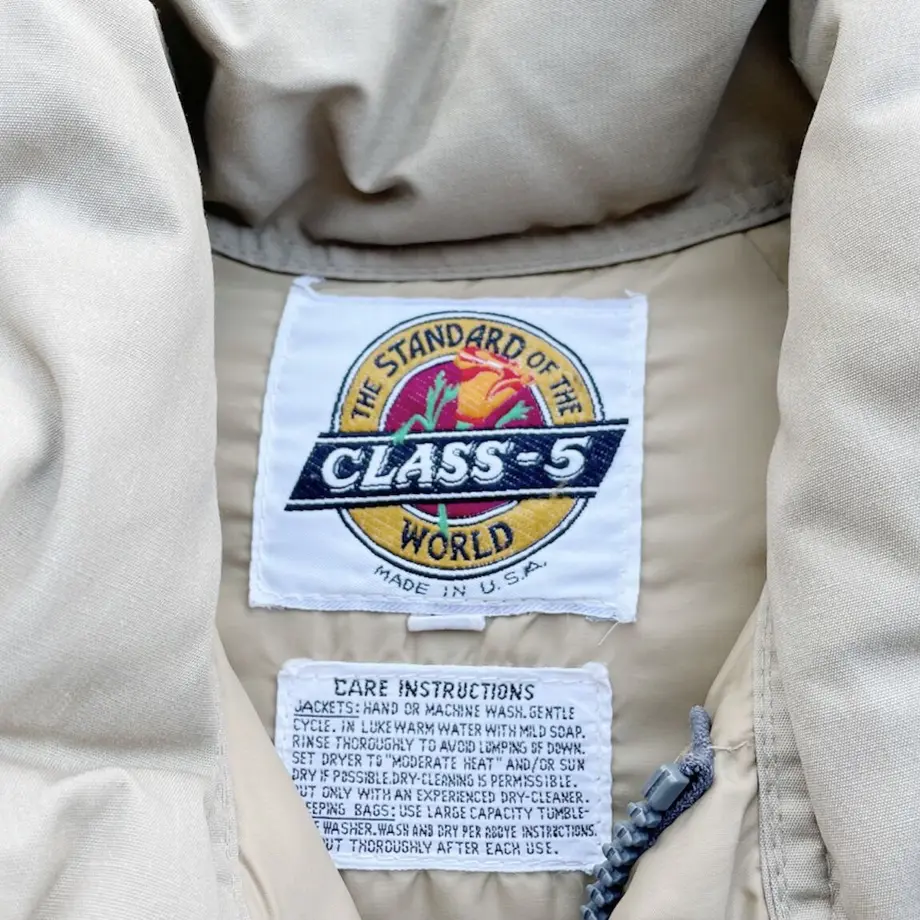 THE STANDARD OF THE
CLASS-5
WORLD
MADE IN U.S.A.
CARE INSTRUCTIONS
JACKETS: HAND OR MACHINE WASH. GENTLE
CYCLE. IN LUKEWARM WATER WITH MILD SOAP.
RINSE THOROUGHLY TO AVOID LUMPING OF DOWN.
SET DRYER TO "MODERATE HEAT" AND/OR SUN
DRY IF POSSIBLE. DRY-CLEANING IS PERMISSIBLE.
ONLY WITH AN EXPERIENCED DRY-CLEANER.
BAGS: USE LARGE CAPACITY TUMBLE-
WASHER. WASH AND DRY PER ABOVE INSTRUCTIONS.
THOROUGHLY AFTER EACH USE.